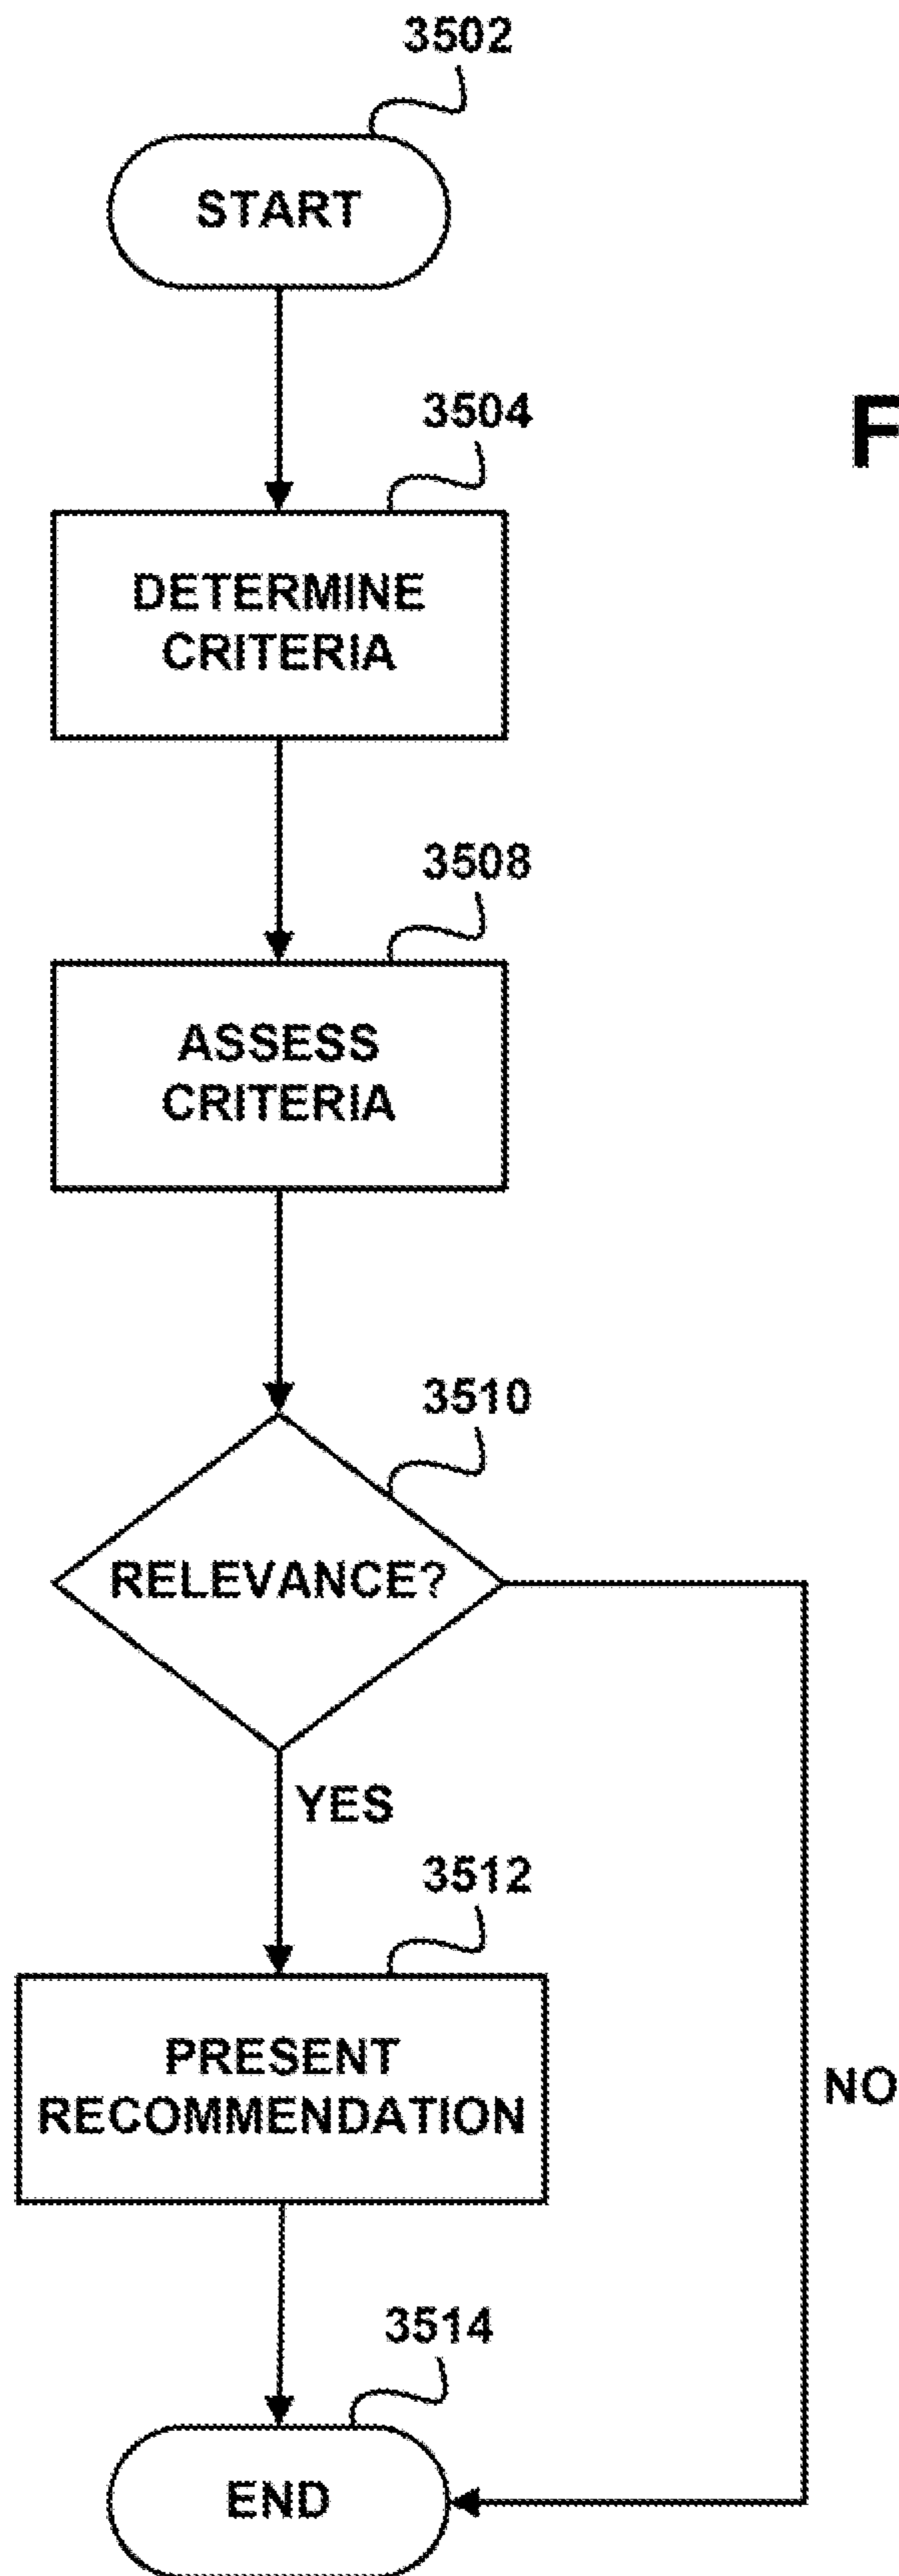 3502
START
3504
F
DETERMINE
CRITERIA
3508
ASSESS
CRITERIA
3510
RELEVANCE?
YES
3512
PRESENT
RECOMMENDATION
NO
3514
END